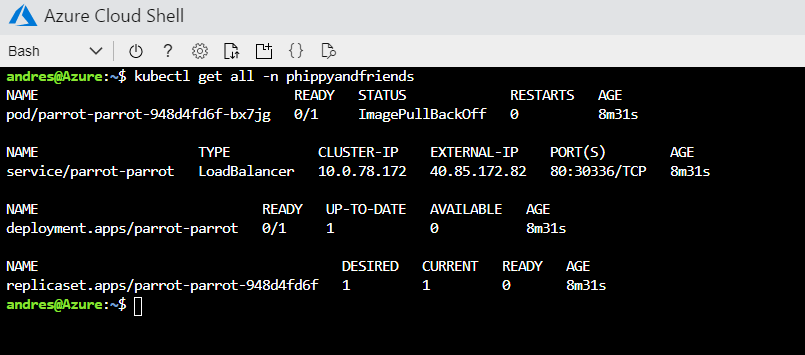 Azure Cloud Shell
Bash
andres@Azure:~$ kubectl get all -n phippyandfriends
NAME READY STATUS RESTARTS AGE
pod/parrot-parrot-948d4fd6f-bx7jg 0/1 ImagePullBackOff 0 8m31s
NAME TYPE CLUSTER-IP EXTERNAL-IP PORT(S) AGE
service/parrot-parrot LoadBalancer 10.0.78.172 40.85.172.82 80:30336/TCP 8m31s
NAME READY UP-TO-DATE AVAILABLE AGE
deployment.apps/parrot-parrot 0/1 1 0 8m31s
NAME DESIRED CURRENT READY AGE
replicaset.apps/parrot-parrot-948d4fd6f 1 1 0 8m31s
andres@Azure:~$